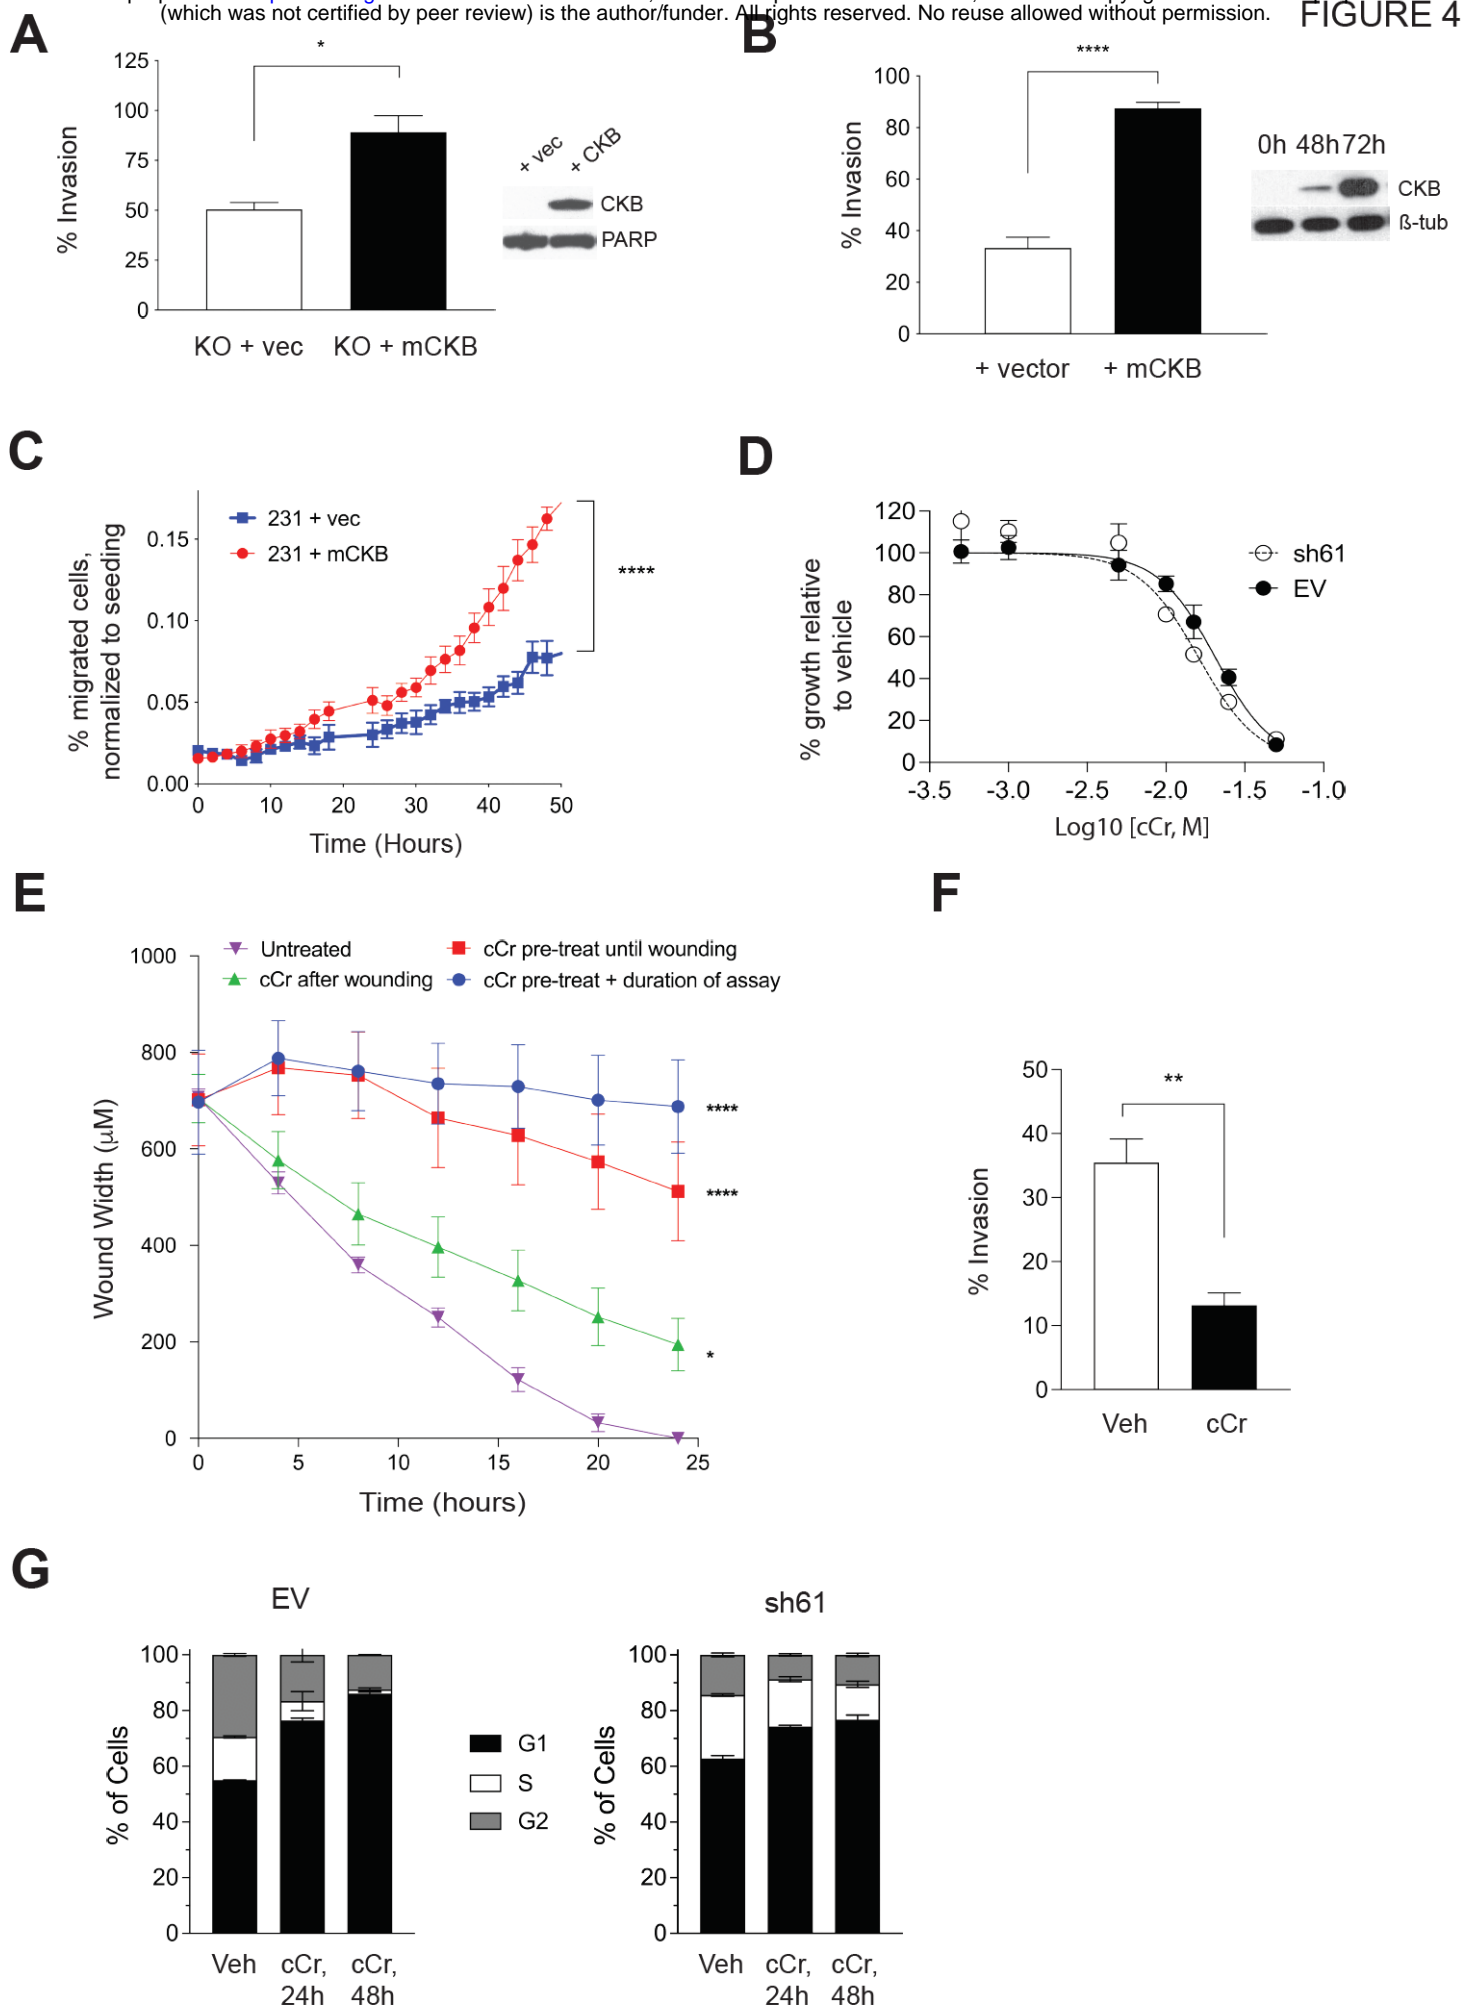 (which was not certified by peer review) is the author/funder. All rights reserved. No reuse allowed without permission.
FIGURE 4
A
% Invasion
125
100
75
50
25
0
*
KO + vec
KO + mCKB
+ vec
+ CKB
CKB
PARP
B
% Invasion
100
80
60
40
20
0
****
+ vector
+ mCKB
0h 48h 72h
CKB
ß-tub
C
% migrated cells,
normalized to seeding
0.15
0.10
0.05
0.00
231 + vec
231 + mCKB
****
0 10 20 30 40 50
Time (Hours)
D
% growth relative
to vehicle
120
100
80
60
40
20
0
sh61
EV
-3.5 -3.0 -2.5 -2.0 -1.5 -1.0
Log10 [cCr, M]
E
Wound Width (µM)
1000
800
600
400
200
0
Untreated
cCr after wounding
cCr pre-treat until wounding
cCr pre-treat + duration of assay
****
****
*
0 5 10 15 20 25
Time (hours)
F
% Invasion
50
40
30
20
10
0
**
Veh
cCr
G
EV
% of Cells
100
80
60
40
20
0
Veh
cCr,
24h
cCr,
48h
G1
S
G2
sh61
% of Cells
100
80
60
40
20
0
Veh
cCr,
24h
cCr,
48h